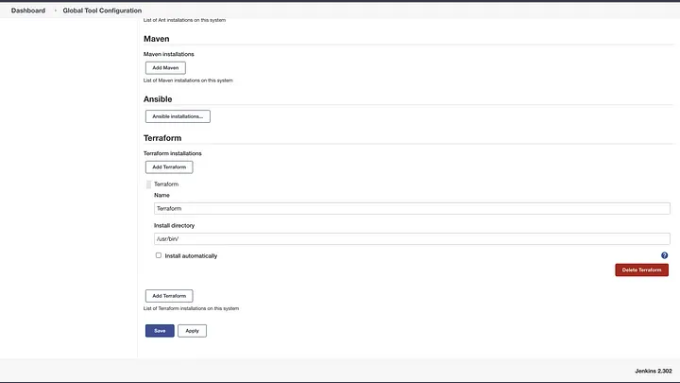 Dashboard > Global Tool Configuration
List of Ant installations on this system
Maven
Maven installations
Add Maven
List of Maven installations on this system
Ansible
Ansible installations...
Terraform
Terraform installations
Add Terraform
Terraform
Name
Terraform
Install directory
/usr/bin/
Install automatically
?
Delete Terraform
Add Terraform
List of Terraform installations on this system
Save Apply
Jenkins 2.302